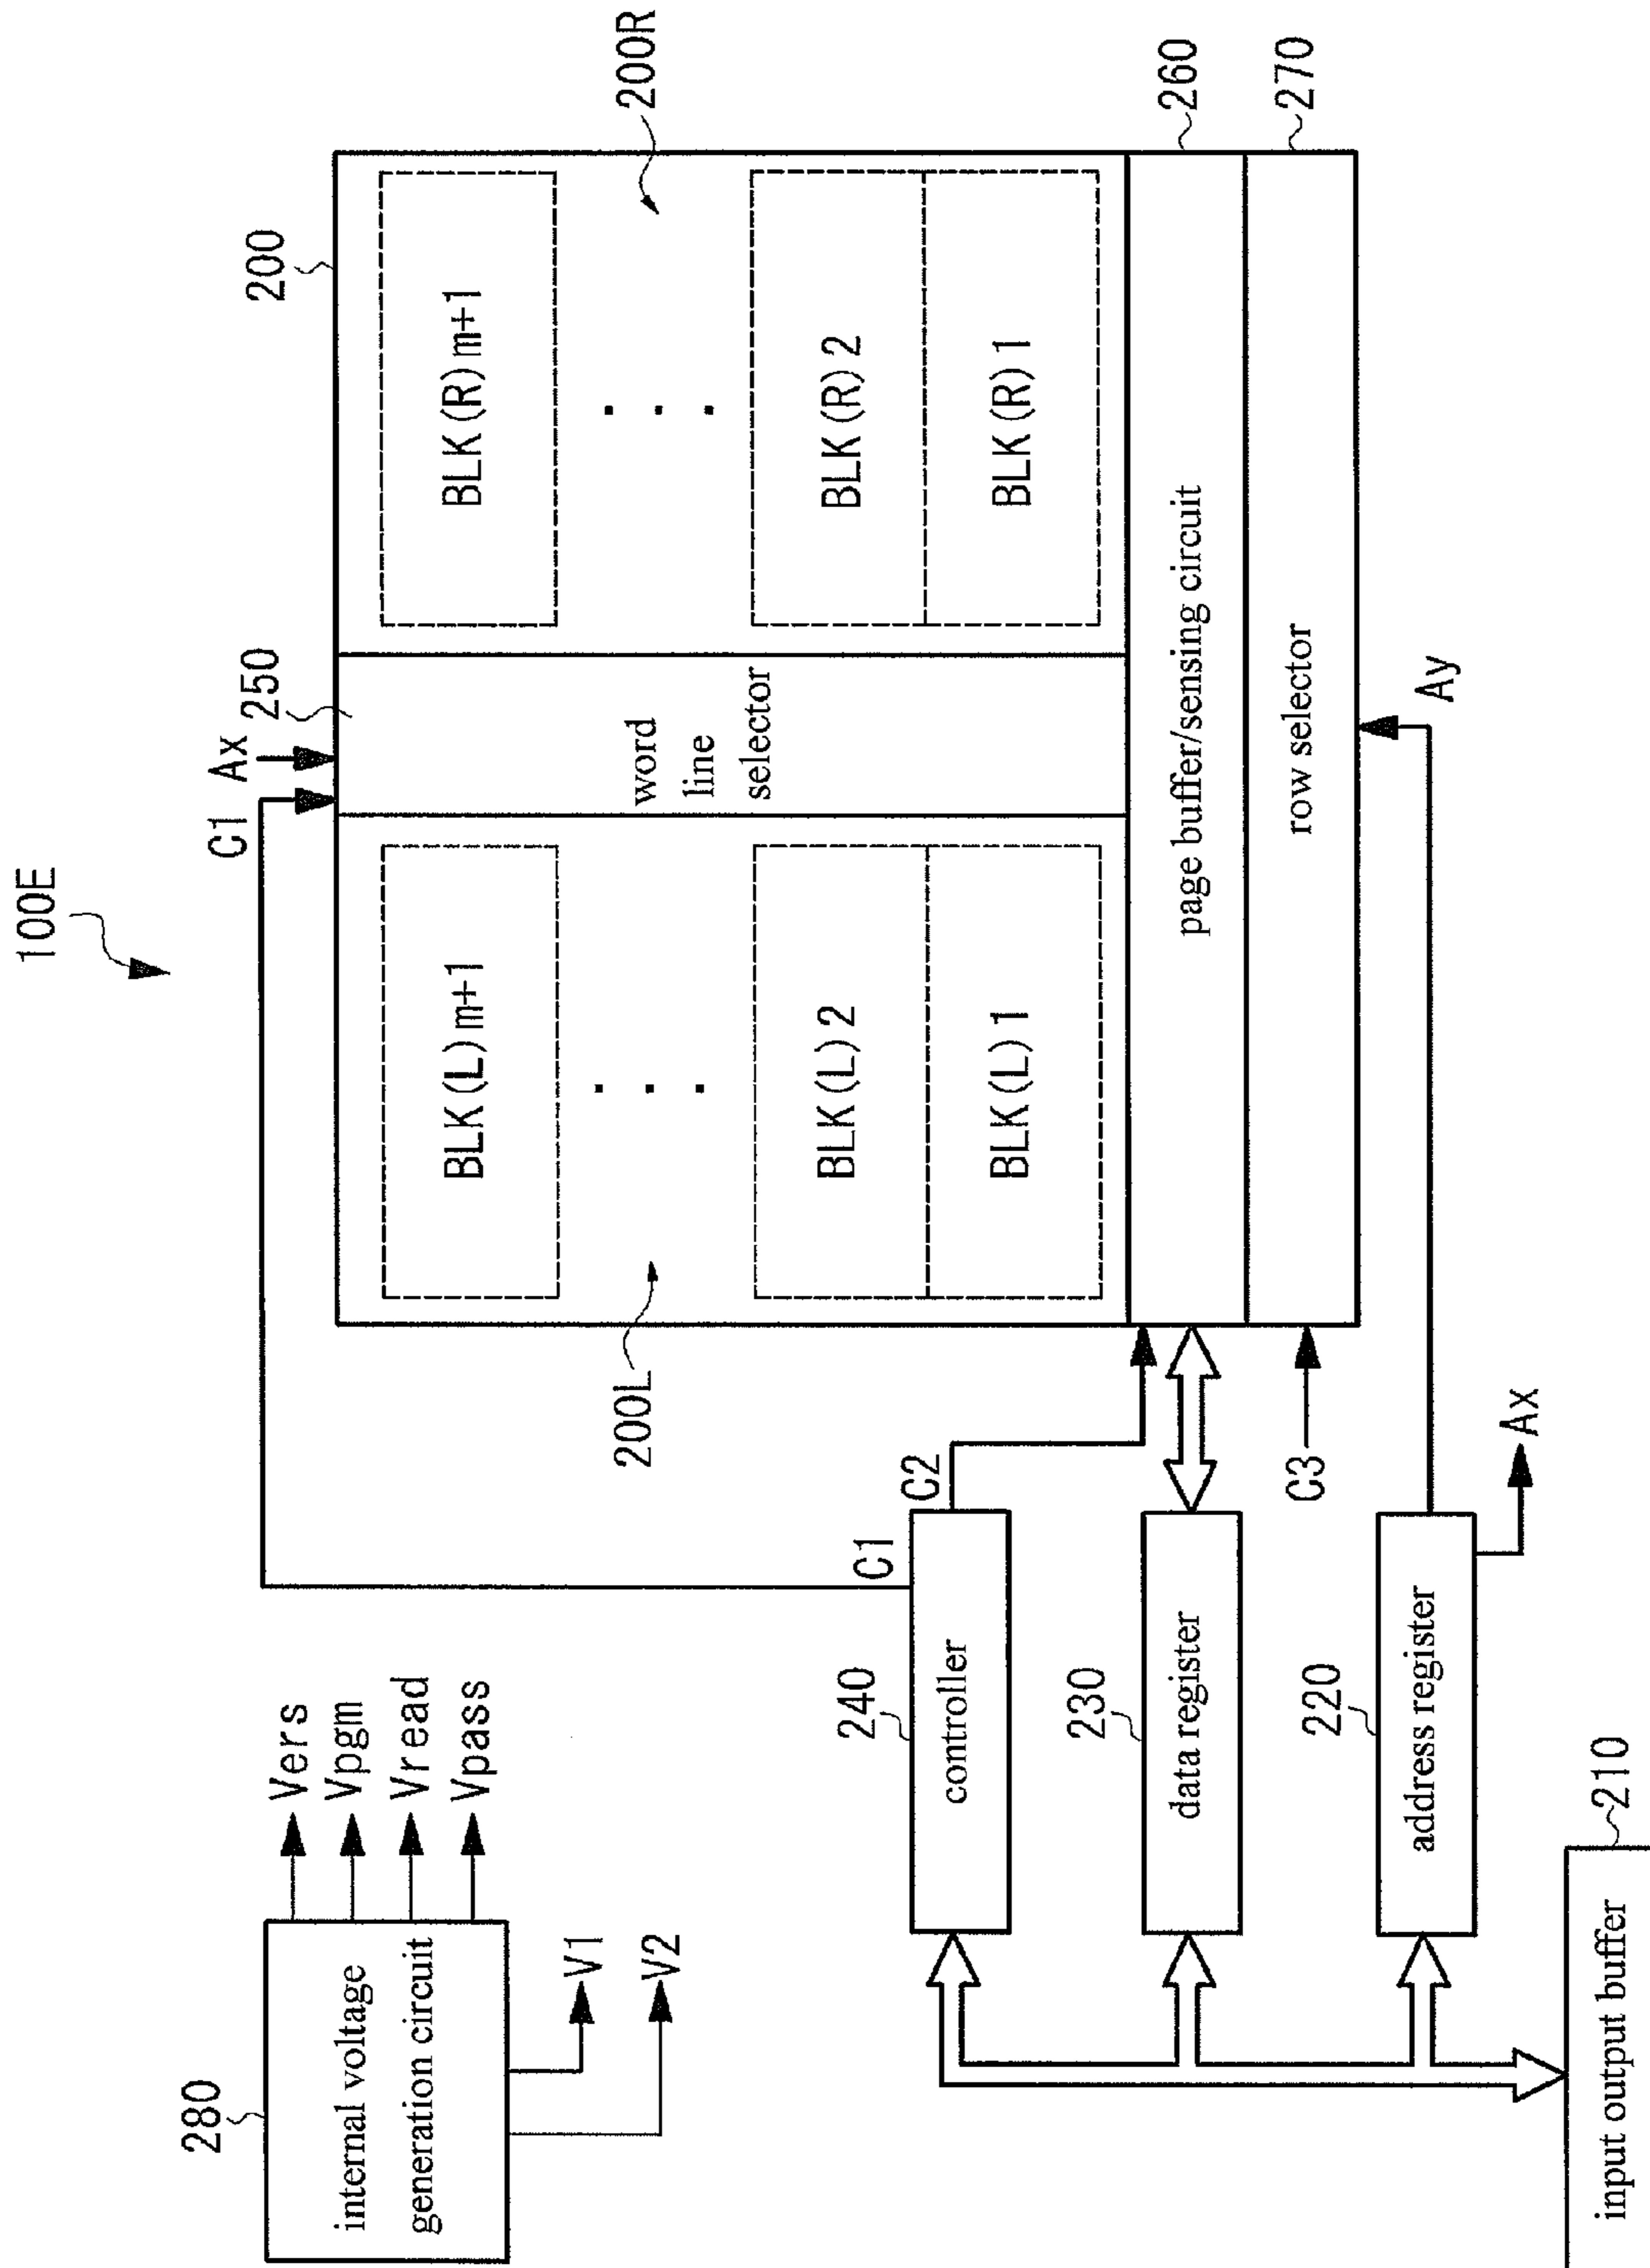 100E
280
internal voltage
generation circuit
Vers
Vpgm
Vread
Vpass
V1
V2
C1
Ax
250
200
BLK(L)m+1
. . .
BLK(L)2
BLK(L)1
200L
word
line
selector
BLK(R)m+1
. . .
BLK(R)2
BLK(R)1
200R
page buffer/sensing circuit
260
row selector
270
C1
C2
240
controller
230
data register
C3
220
address register
Ax
Ay
210
input output buffer